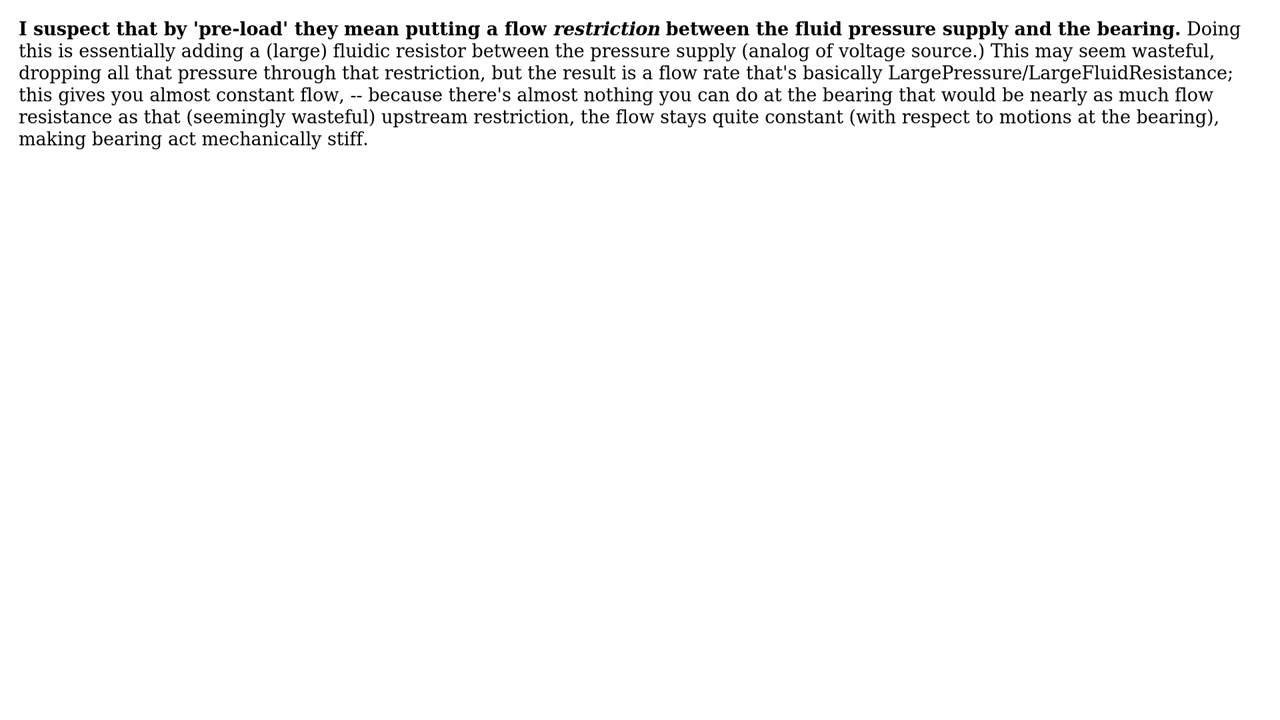 I suspect that by 'pre-load' they mean putting a flow restriction between the fluid pressure supply and the bearing. Doing
this is essentially adding a (large) fluidic resistor between the pressure supply (analog of voltage source.) This may seem wasteful,
dropping all that pressure through that restriction, but the result is a flow rate that's basically LargePressure/LargeFluidResistance;
this gives you almost constant flow, -- because there's almost nothing you can do at the bearing that would be nearly as much flow
resistance as that (seemingly wasteful) upstream restriction, the flow stays quite constant (with respect to motions at the bearing),
making bearing act mechanically stiff.